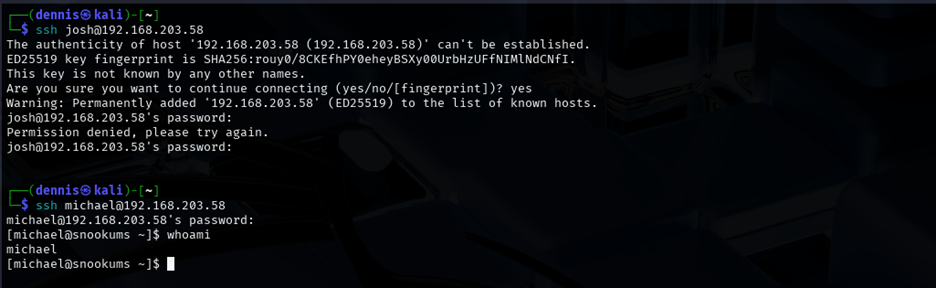 ┌──(dennis㉿kali)-[~]
└─$ ssh josh@192.168.203.58
The authenticity of host '192.168.203.58 (192.168.203.58)' can't be established.
ED25519 key fingerprint is SHA256:rouy0/8CKEfhPY0eheyBSXy00UrbHzUFfNIMlNdCNfI.
This key is not known by any other names.
Are you sure you want to continue connecting (yes/no/[fingerprint])? yes
Warning: Permanently added '192.168.203.58' (ED25519) to the list of known hosts.
josh@192.168.203.58's password:
Permission denied, please try again.
josh@192.168.203.58's password:
┌──(dennis㉿kali)-[~]
└─$ ssh michael@192.168.203.58
michael@192.168.203.58's password:
[michael@snookums ~]$ whoami
michael
[michael@snookums ~]$